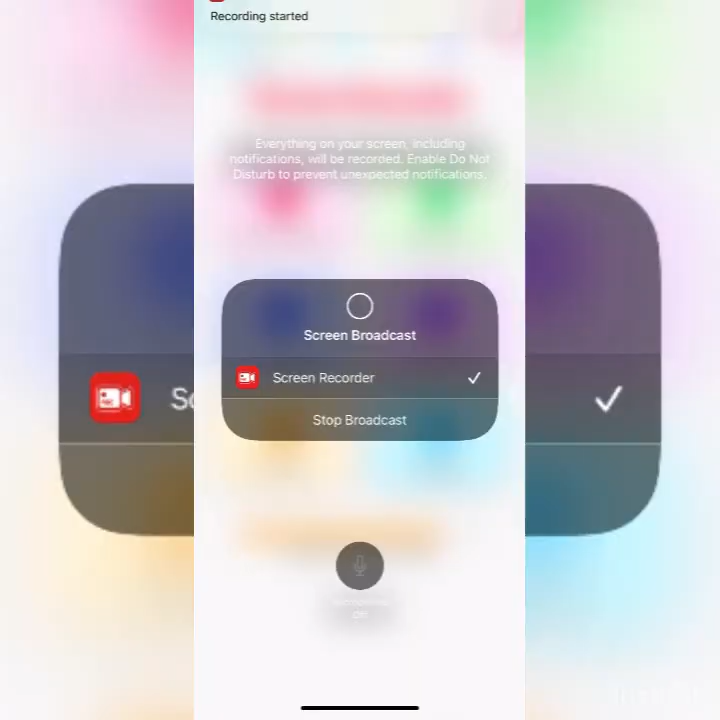 Recording started
Everything on your screen, including
notifications, will be recorded. Enable Do Not
Disturb to prevent unexpected notifications.
Screen Broadcast
Screen Recorder
Stop Broadcast